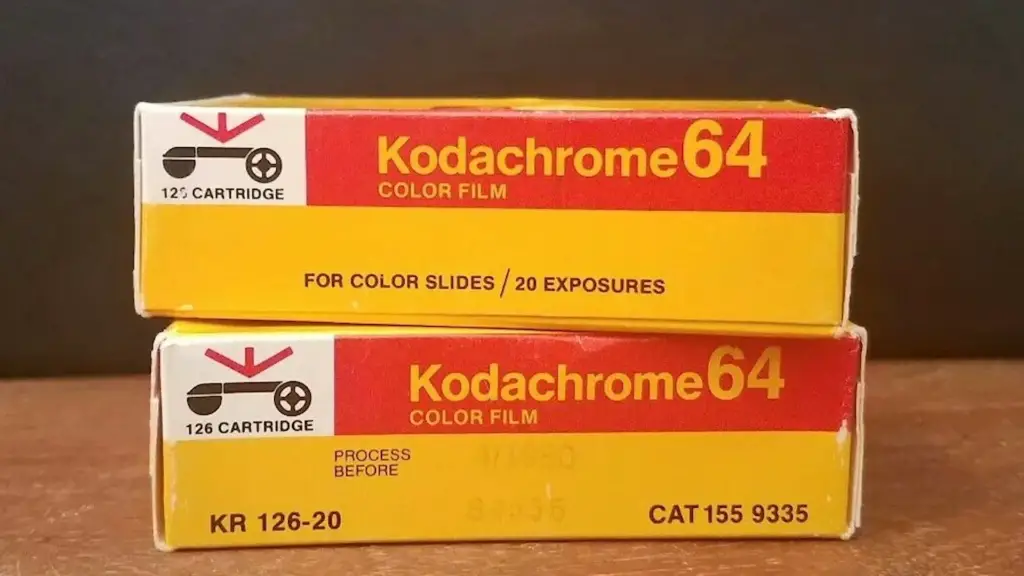 Kodachrome 64
COLOR FILM
126 CARTRIDGE
FOR COLOR SLIDES / 20 EXPOSURES
Kodachrome 64
COLOR FILM
126 CARTRIDGE
PROCESS
BEFORE
KR 126-20
CAT 155 9335